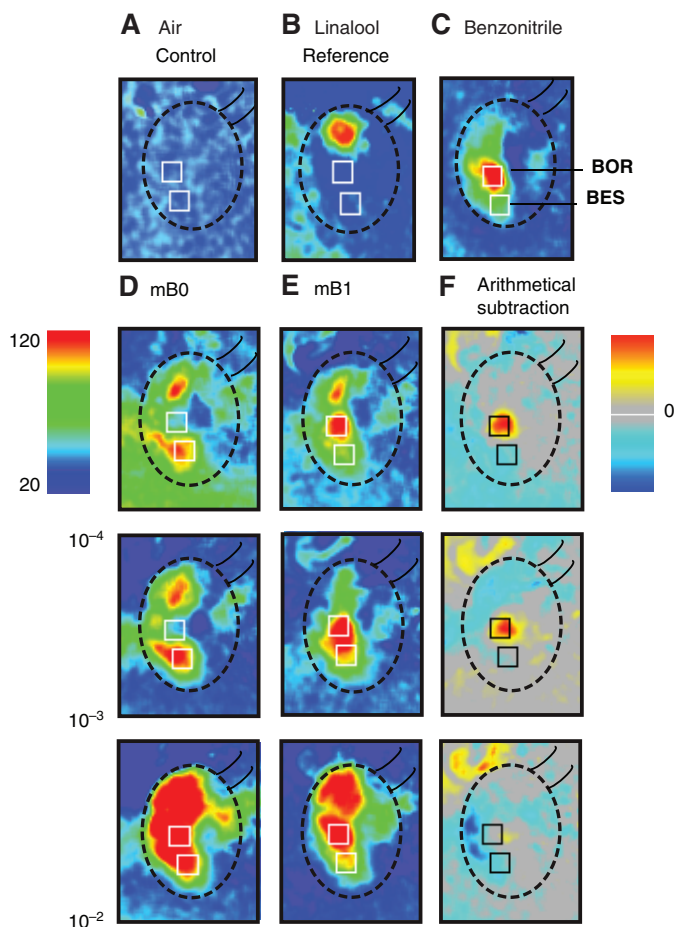 A Air Control
B Linalool Reference
C Benzonitrile
BOR
BES
D mB0
E mB1
F Arithmetical subtraction
120
20
0
10⁻⁴
10⁻³
10⁻²